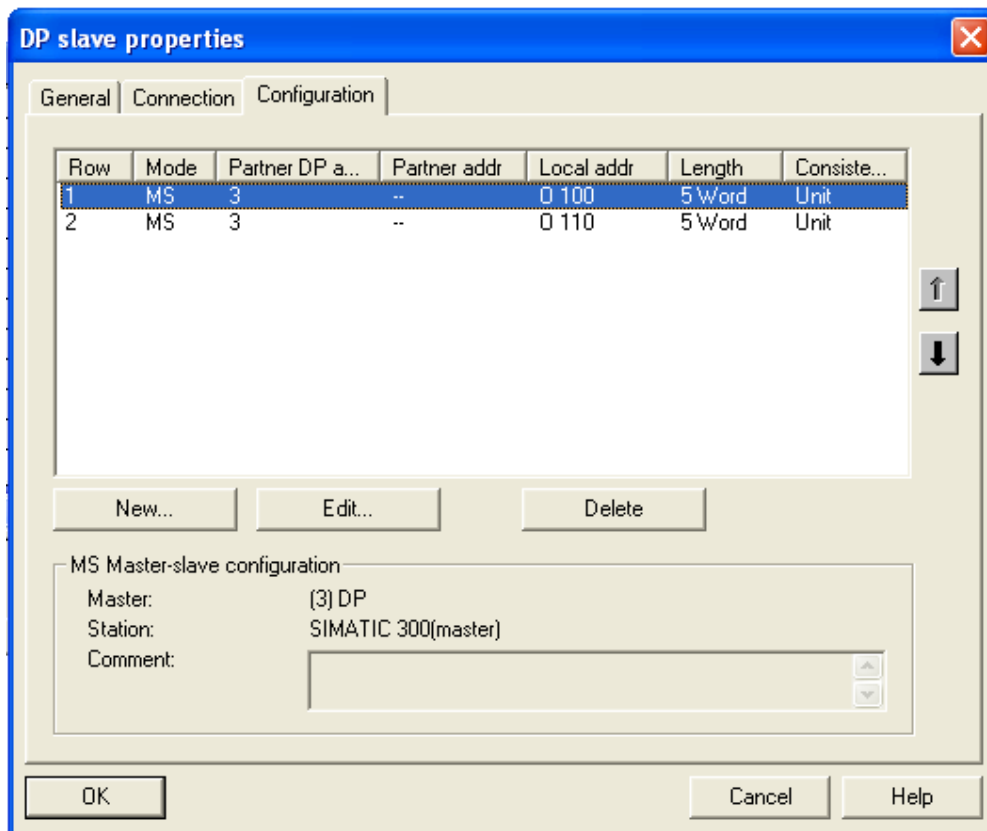 DP slave properties
General Connection Configuration
Row Mode Partner DP a... Partner addr Local addr Length Consiste...
1 MS 3 -- O 100 5 Word Unit
2 MS 3 -- O 110 5 Word Unit
New... Edit... Delete
MS Master-slave configuration
Master: (3) DP
Station: SIMATIC 300(master)
Comment:
OK Cancel Help